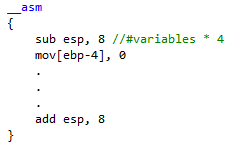 __asm
{
sub esp, 8 //#variables * 4
mov[ebp-4], 0
.
.
.
add esp, 8
}